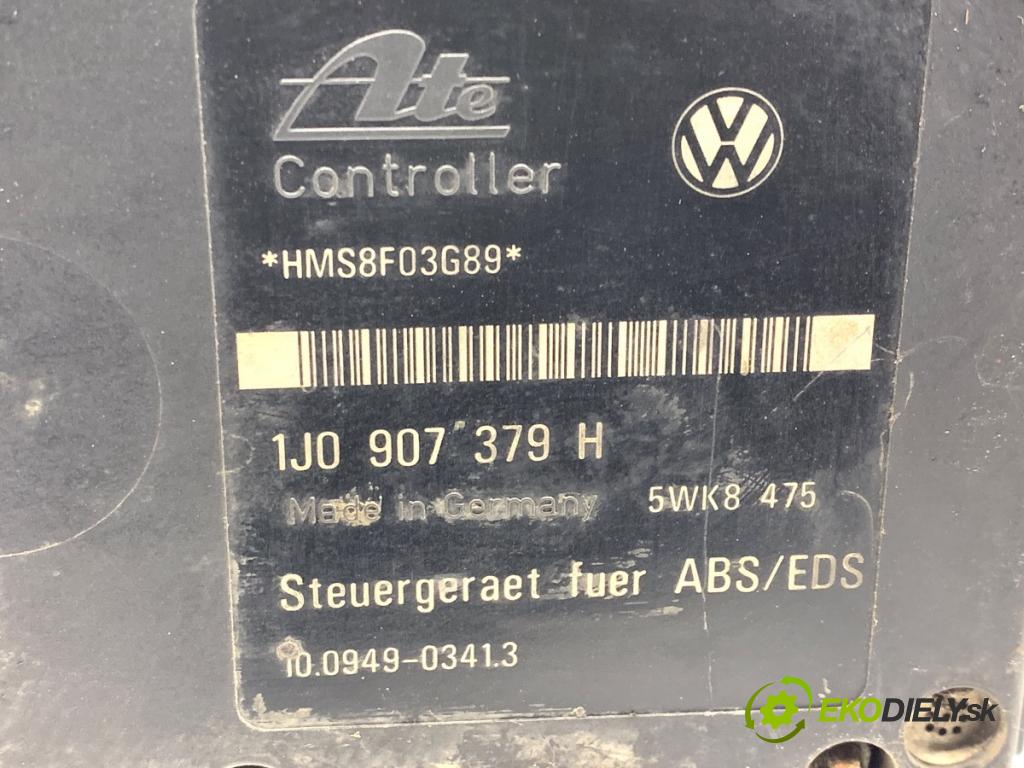 Ate
Controller
VW
*HMS8F03G89*
1J0 907 379 H
Made in Germany 5WK8 475
Steuergeraet fuer ABS/EDS
10.0949-0341.3
EKODIELY.sk